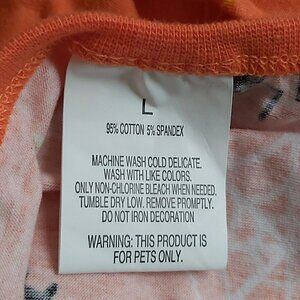 L
95% COTTON 5% SPANDEX
MACHINE WASH COLD DELICATE.
WASH WITH LIKE COLORS.
ONLY NON-CHLORINE BLEACH WHEN NEEDED.
TUMBLE DRY LOW. REMOVE PROMPTLY.
DO NOT IRON DECORATION
WARNING: THIS PRODUCT IS
FOR PETS ONLY.